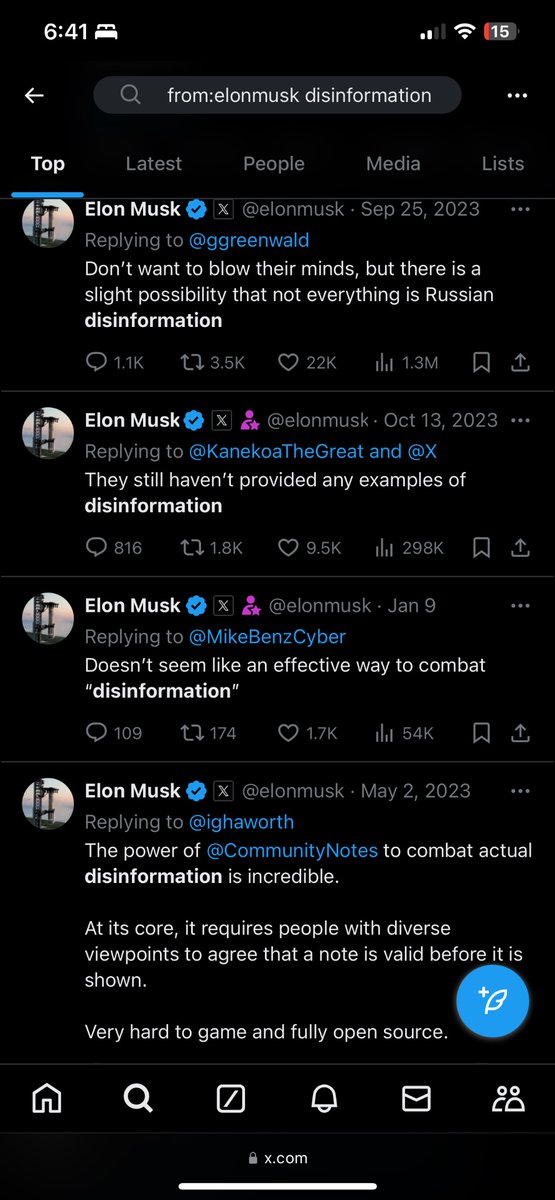 6:41
15
from:elonmusk disinformation
Top
Latest
People
Media
Lists
Elon Musk X @elonmusk · Sep 25, 2023
Replying to @ggreenwald
Don’t want to blow their minds, but there is a
slight possibility that not everything is Russian
disinformation
1.1K 3.5K 22K 1.3M
Elon Musk X @elonmusk · Oct 13, 2023
Replying to @KanekoaTheGreat and @X
They still haven’t provided any examples of
disinformation
816 1.8K 9.5K 298K
Elon Musk X @elonmusk · Jan 9
Replying to @MikeBenzCyber
Doesn’t seem like an effective way to combat
“disinformation”
109 174 1.7K 54K
Elon Musk X @elonmusk · May 2, 2023
Replying to @ighaworth
The power of @CommunityNotes to combat actual
disinformation is incredible.
At its core, it requires people with diverse
viewpoints to agree that a note is valid before it is
shown.
Very hard to game and fully open source.
x.com